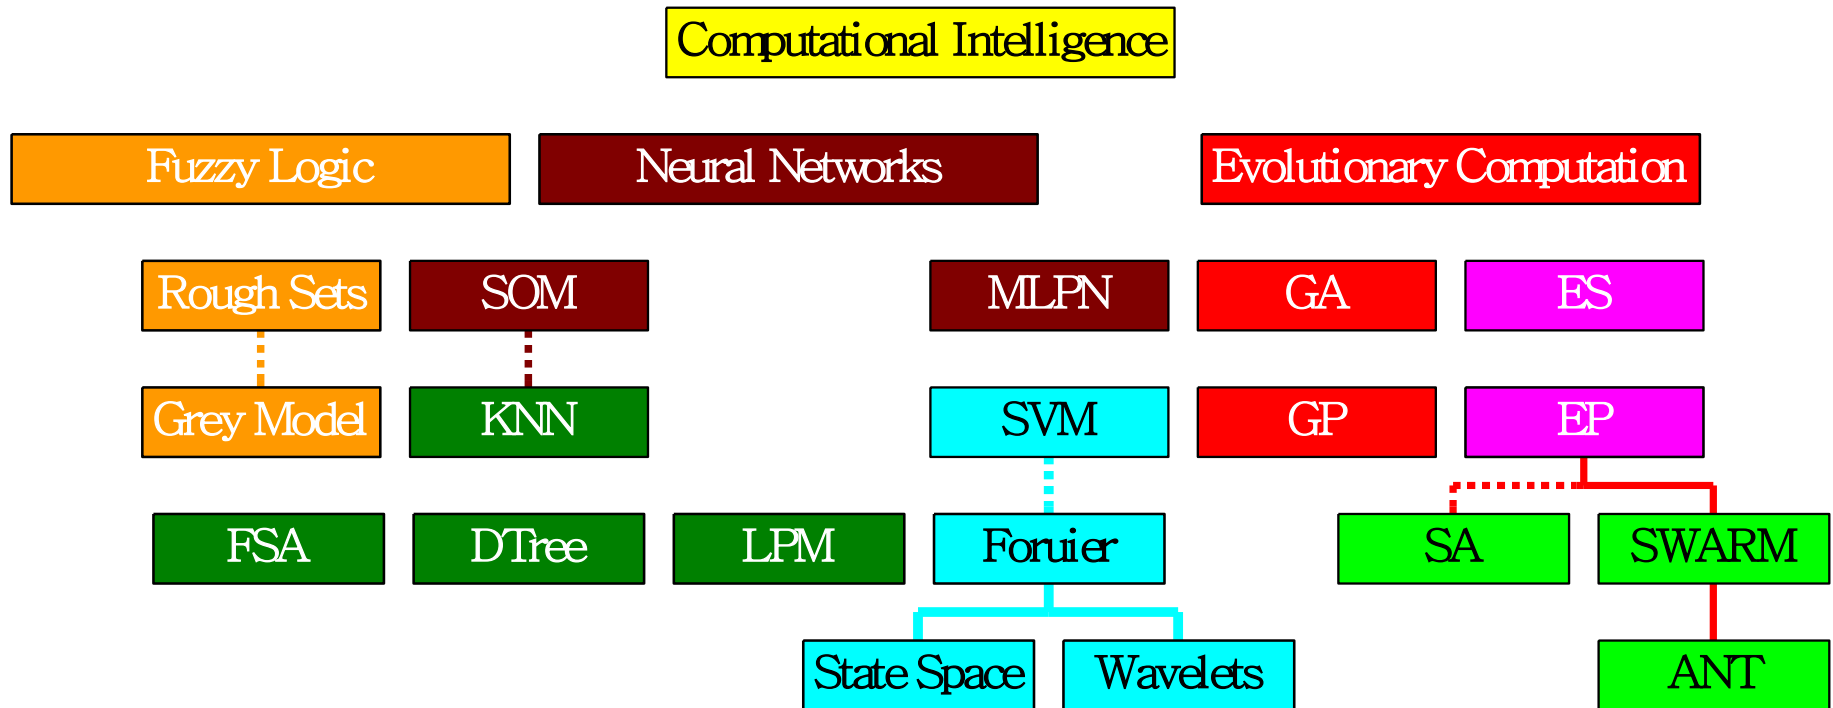 Computational Intelligence
Fuzzy Logic
Neural Networks
Evolutionary Computation
Rough Sets
SOM
MLPN
GA
ES
Grey Model
KNN
SVM
GP
EP
FSA
DTree
LPM
Foruier
SA
SWARM
State Space
Wavelets
ANT